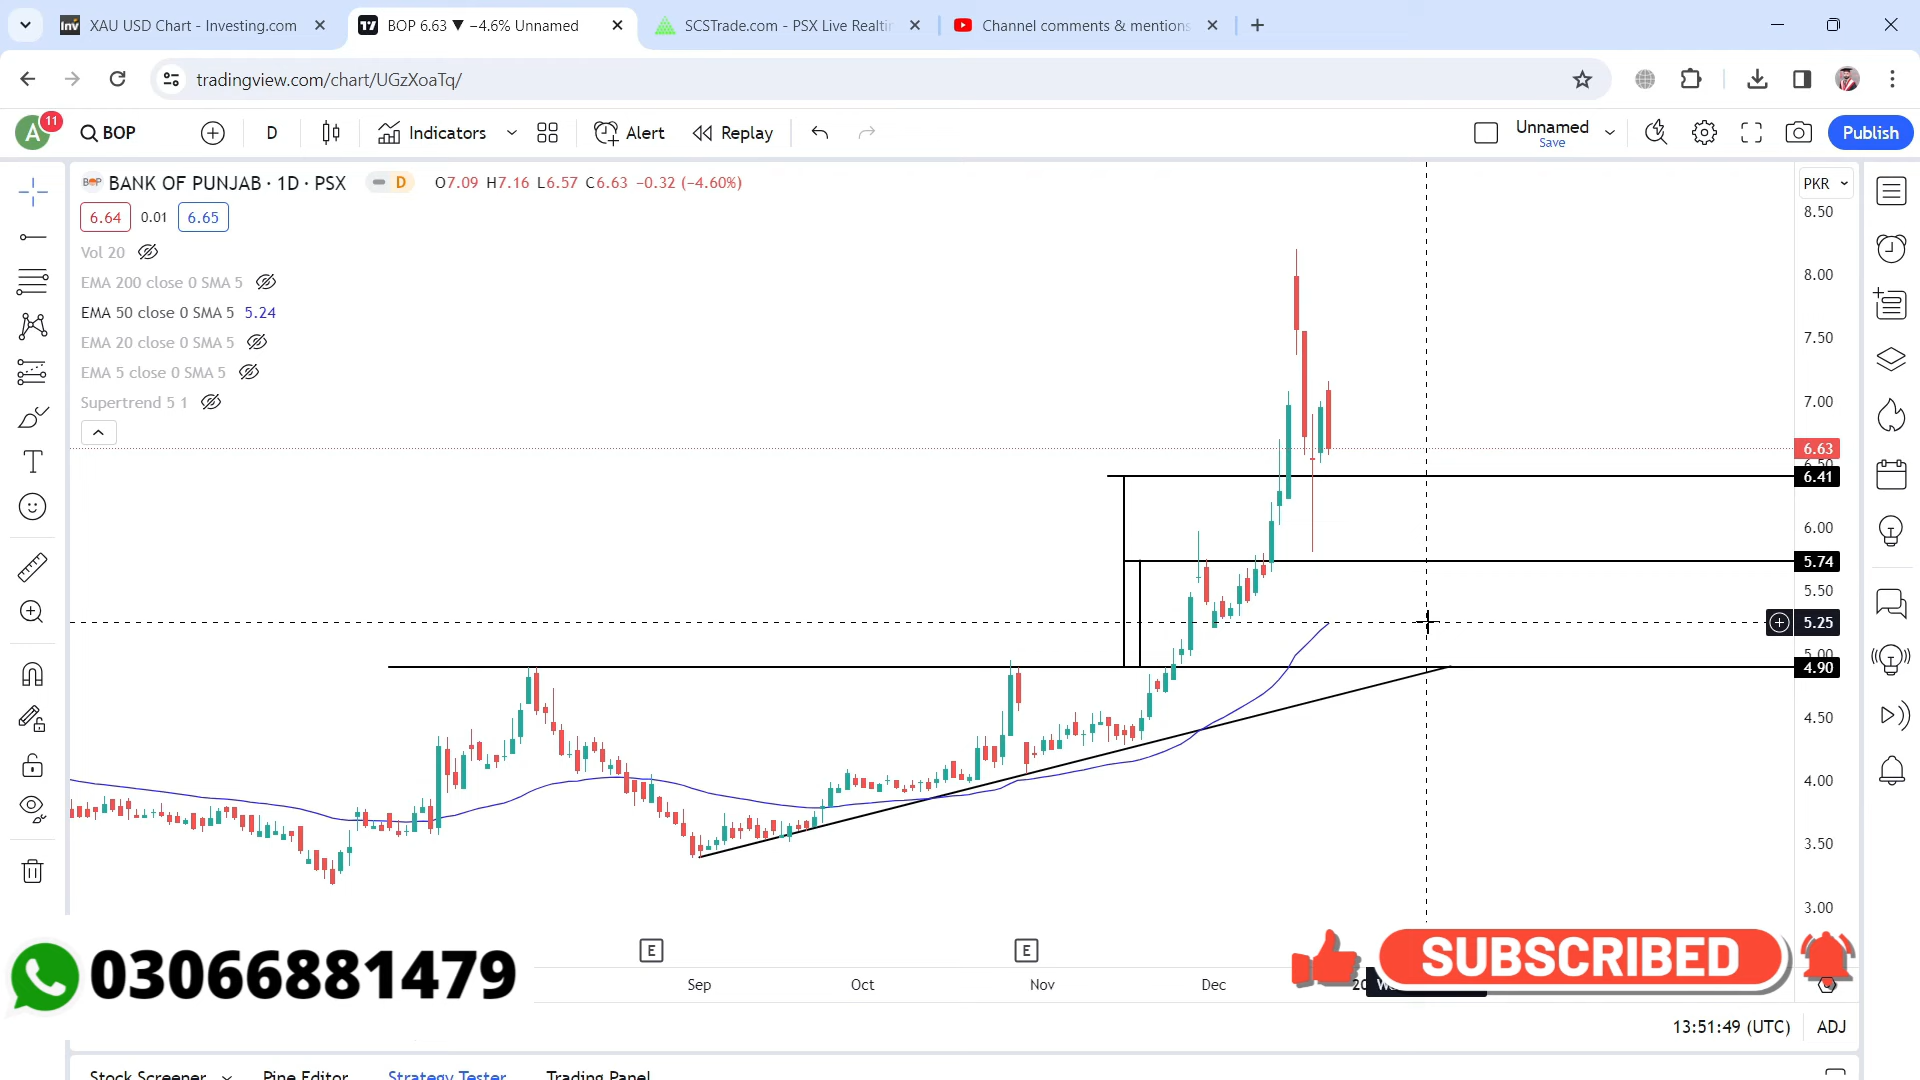 XAU USD Chart - Investing.com
BOP 6.63 ▼ −4.6% Unnamed
SCSTrade.com - PSX Live Realtin
Channel comments & mentions
tradingview.com/chart/UGzXoaTq/
A 11
BOP
D
Indicators
Alert
Replay
Unnamed
Save
Publish
BANK OF PUNJAB · 1D · PSX
D
O7.09 H7.16 L6.57 C6.63 −0.32 (−4.60%)
PKR
6.64 0.01 6.65
Vol 20
EMA 200 close 0 SMA 5
EMA 50 close 0 SMA 5 5.24
EMA 20 close 0 SMA 5
EMA 5 close 0 SMA 5
Supertrend 5 1
8.50
8.00
7.50
7.00
6.63
6.50
6.41
6.00
5.74
5.50
5.25
5.00
4.90
4.50
4.00
3.50
3.00
E
E
03066881479
SUBSCRIBED
Sep
Oct
Nov
Dec
13:51:49 (UTC)
ADJ
Stock Screener
Pine Editor
Strategy Tester
Trading Panel